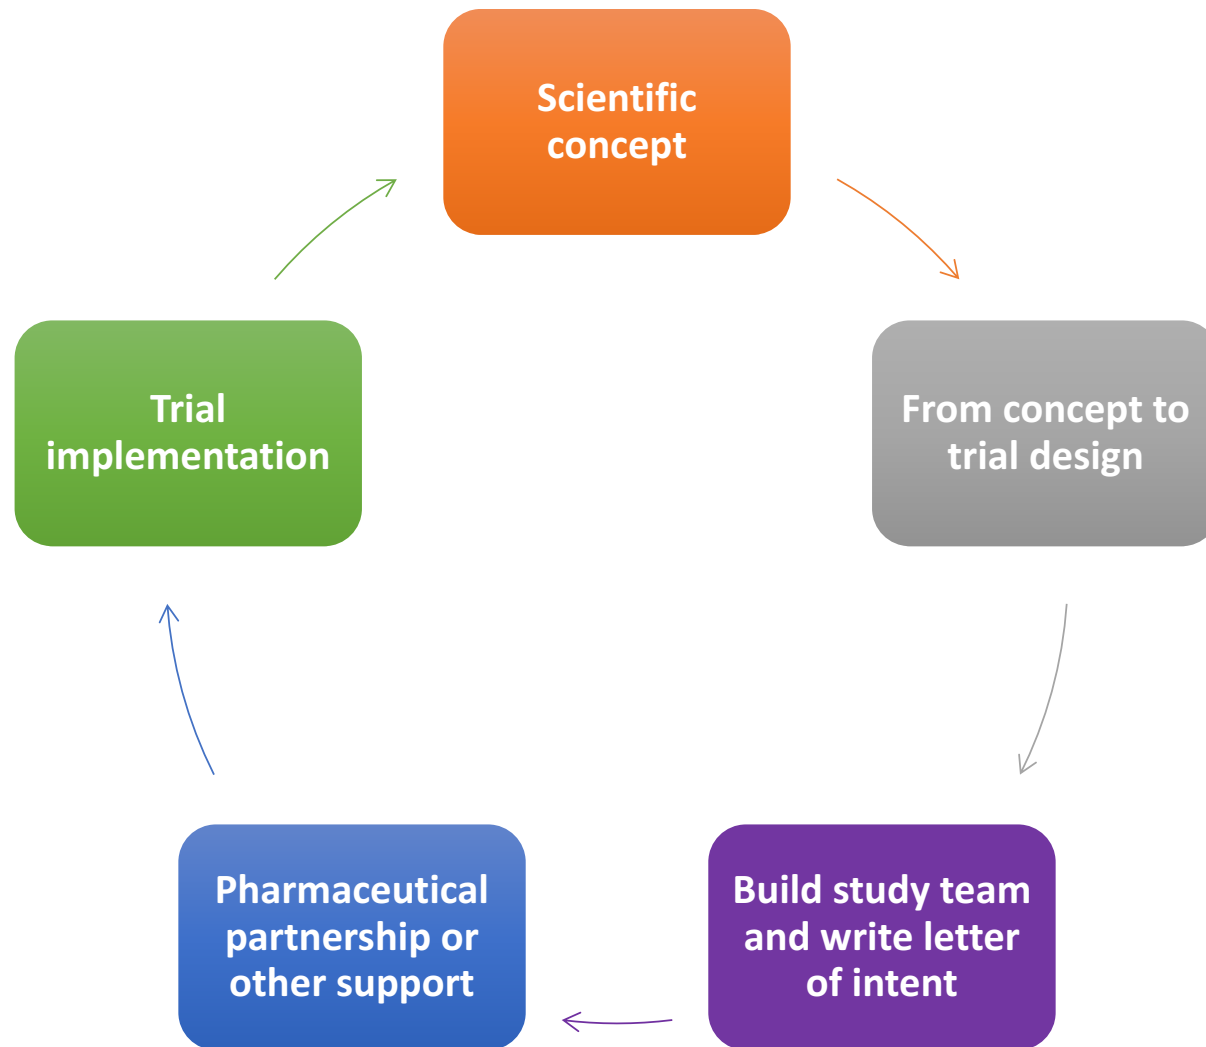 Scientific
concept
From concept to
trial design
Build study team
and write letter
of intent
Pharmaceutical
partnership or
other support
Trial
implementation